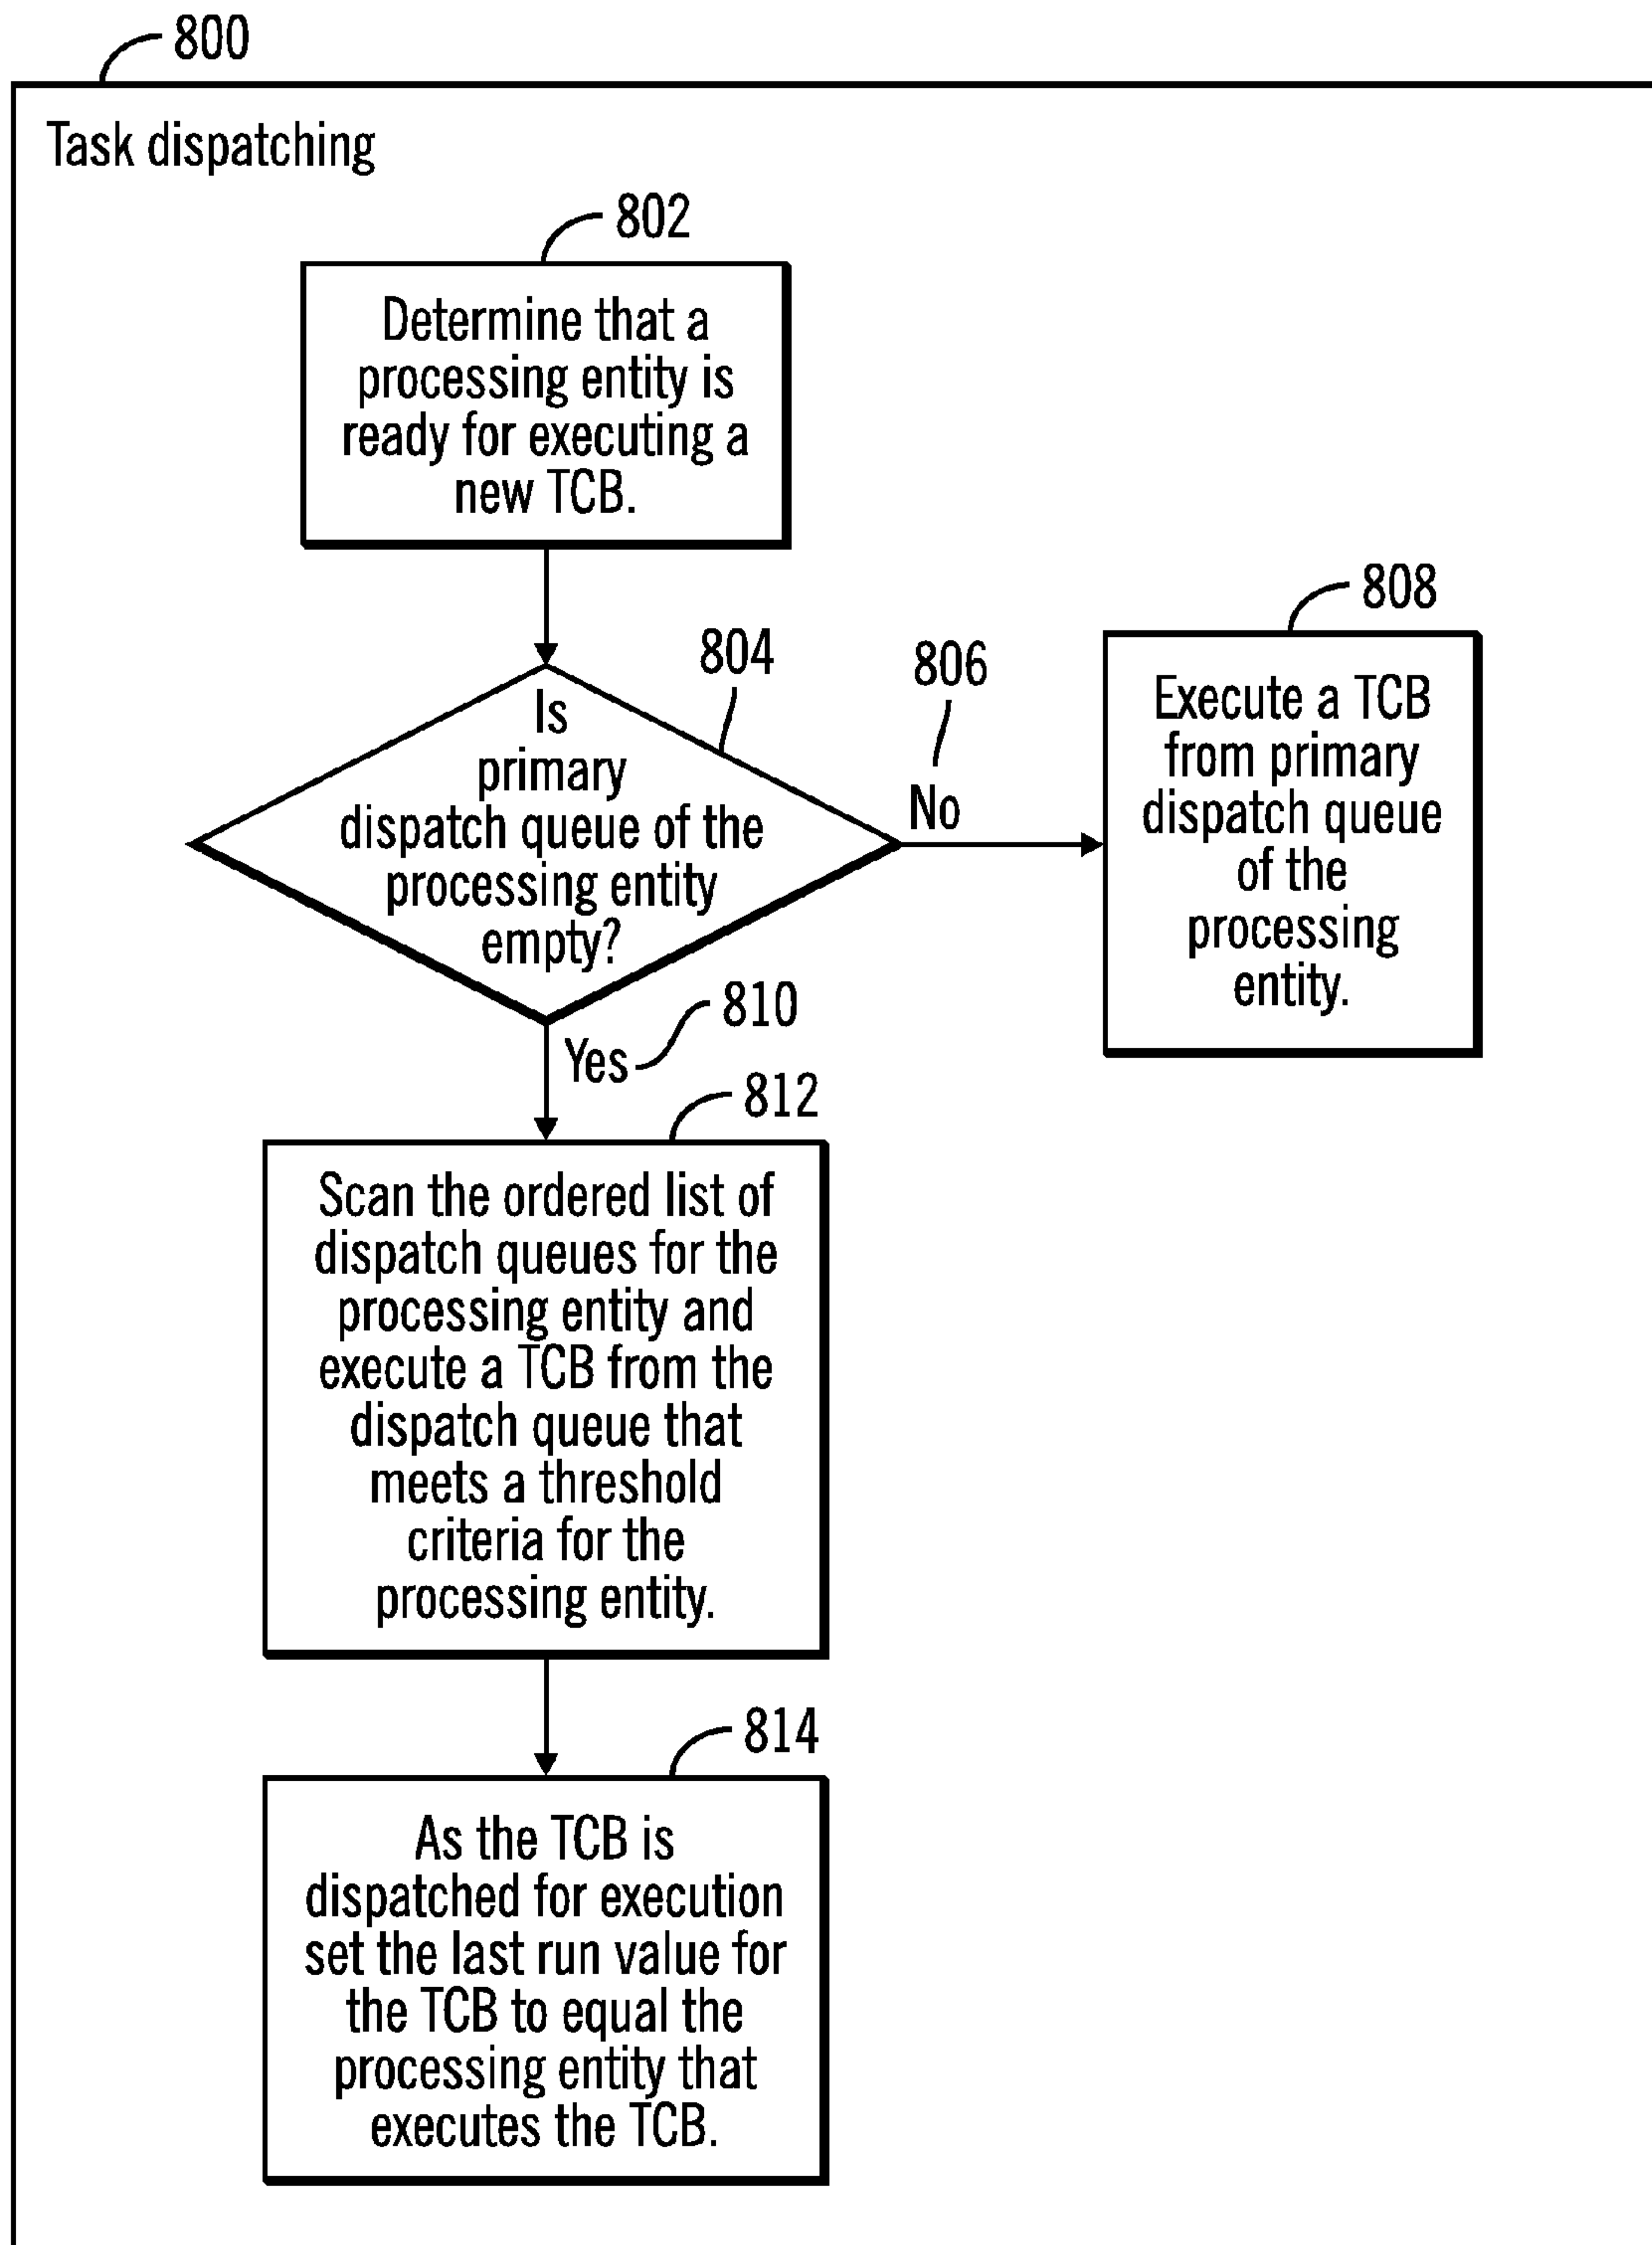 800
Task dispatching
802
Determine that a
processing entity is
ready for executing a
new TCB.
804
Is
primary
dispatch queue of the
processing entity
empty?
806
No
808
Execute a TCB
from primary
dispatch queue
of the
processing
entity.
810
Yes
812
Scan the ordered list of
dispatch queues for the
processing entity and
execute a TCB from the
dispatch queue that
meets a threshold
criteria for the
processing entity.
814
As the TCB is
dispatched for execution
set the last run value for
the TCB to equal the
processing entity that
executes the TCB.